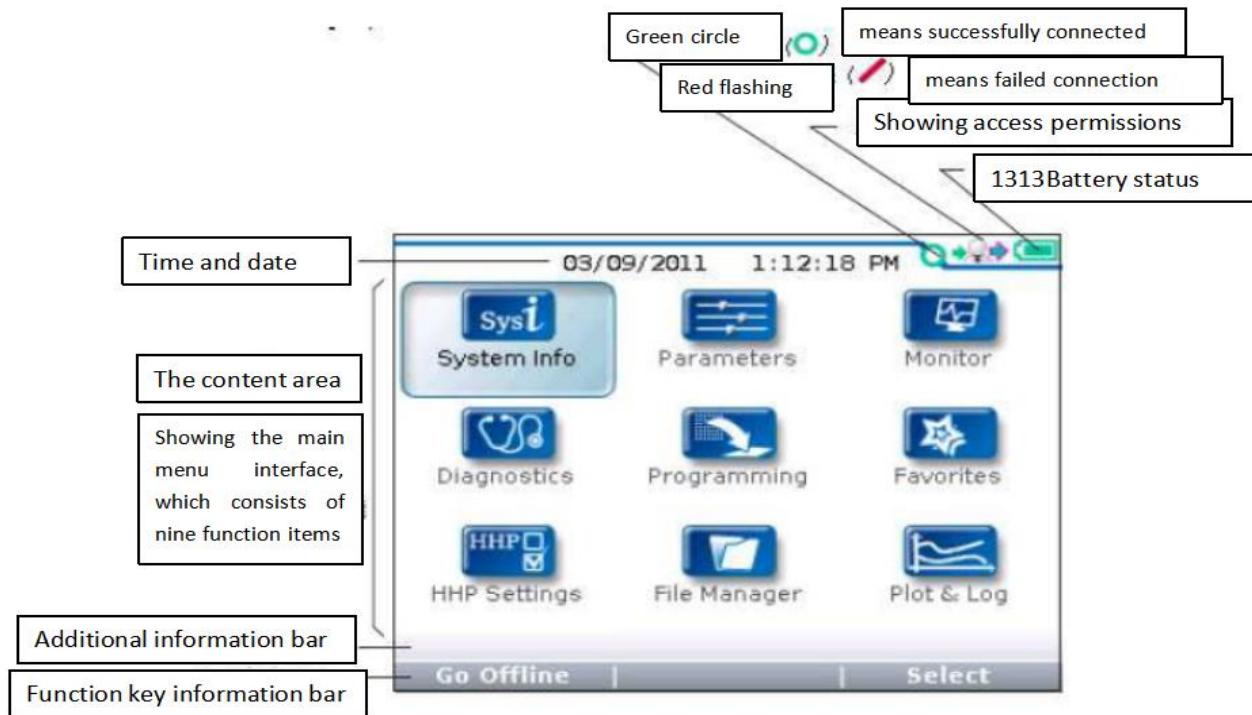 Green circle
means successfully connected
Red flashing
means failed connection
Showing access permissions
1313Battery status
Time and date
03/09/2011 1:12:18 PM
Sysi
System Info
Parameters
Monitor
The content area
Showing the main
menu interface,
which consists of
nine function items
Diagnostics
Programming
Favorites
HHP
HHP Settings
File Manager
Plot & Log
Additional information bar
Go Offline | | Select
Function key information bar